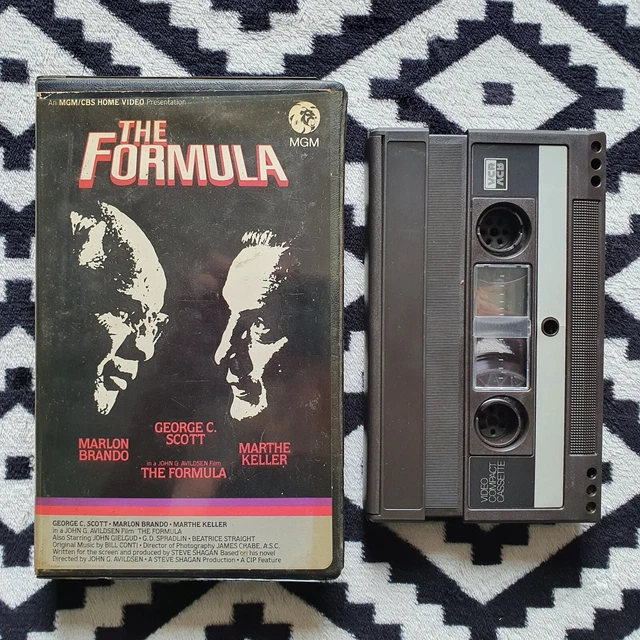 An MGM/CBS HOME VIDEO Presentation
MGM
THE
FORMULA
GEORGE C.
SCOTT
MARLON
BRANDO
MARTHE
KELLER
in a JOHN G. AVILDSEN Film
THE FORMULA
GEORGE C. SCOTT • MARLON BRANDO • MARTHE KELLER
in a JOHN G. AVILDSEN Film THE FORMULA
Also Starring JOHN GIELGUD • G.D. SPRADLIN • BEATRICE STRAIGHT
Original Music by BILL CONTI • Director of Photography JAMES CRABE, A.S.C.
Written for the screen and produced by STEVE SHAGAN Based on his novel
Directed by JOHN G. AVILDSEN • A STEVE SHAGAN Production • A CIP Feature
VIDEO
COMPACT
CASSETTE